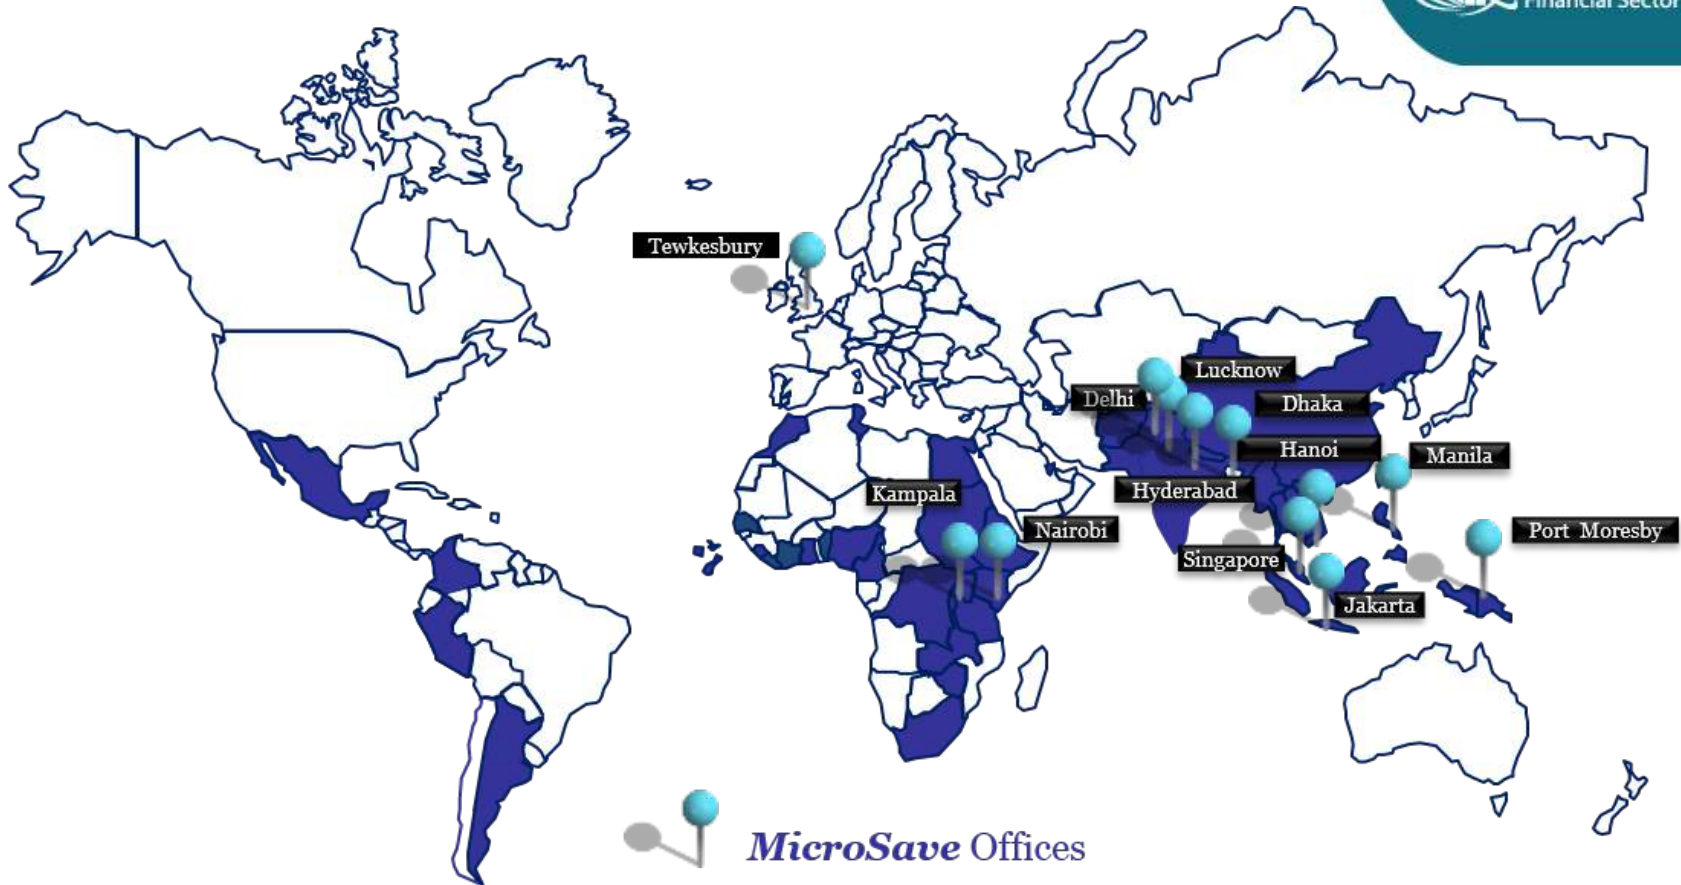 Financial Sector
Tewkesbury
Lucknow
Delhi
Dhaka
Hanoi
Manila
Hyderabad
Kampala
Nairobi
Port Moresby
Singapore
Jakarta
MicroSave Offices